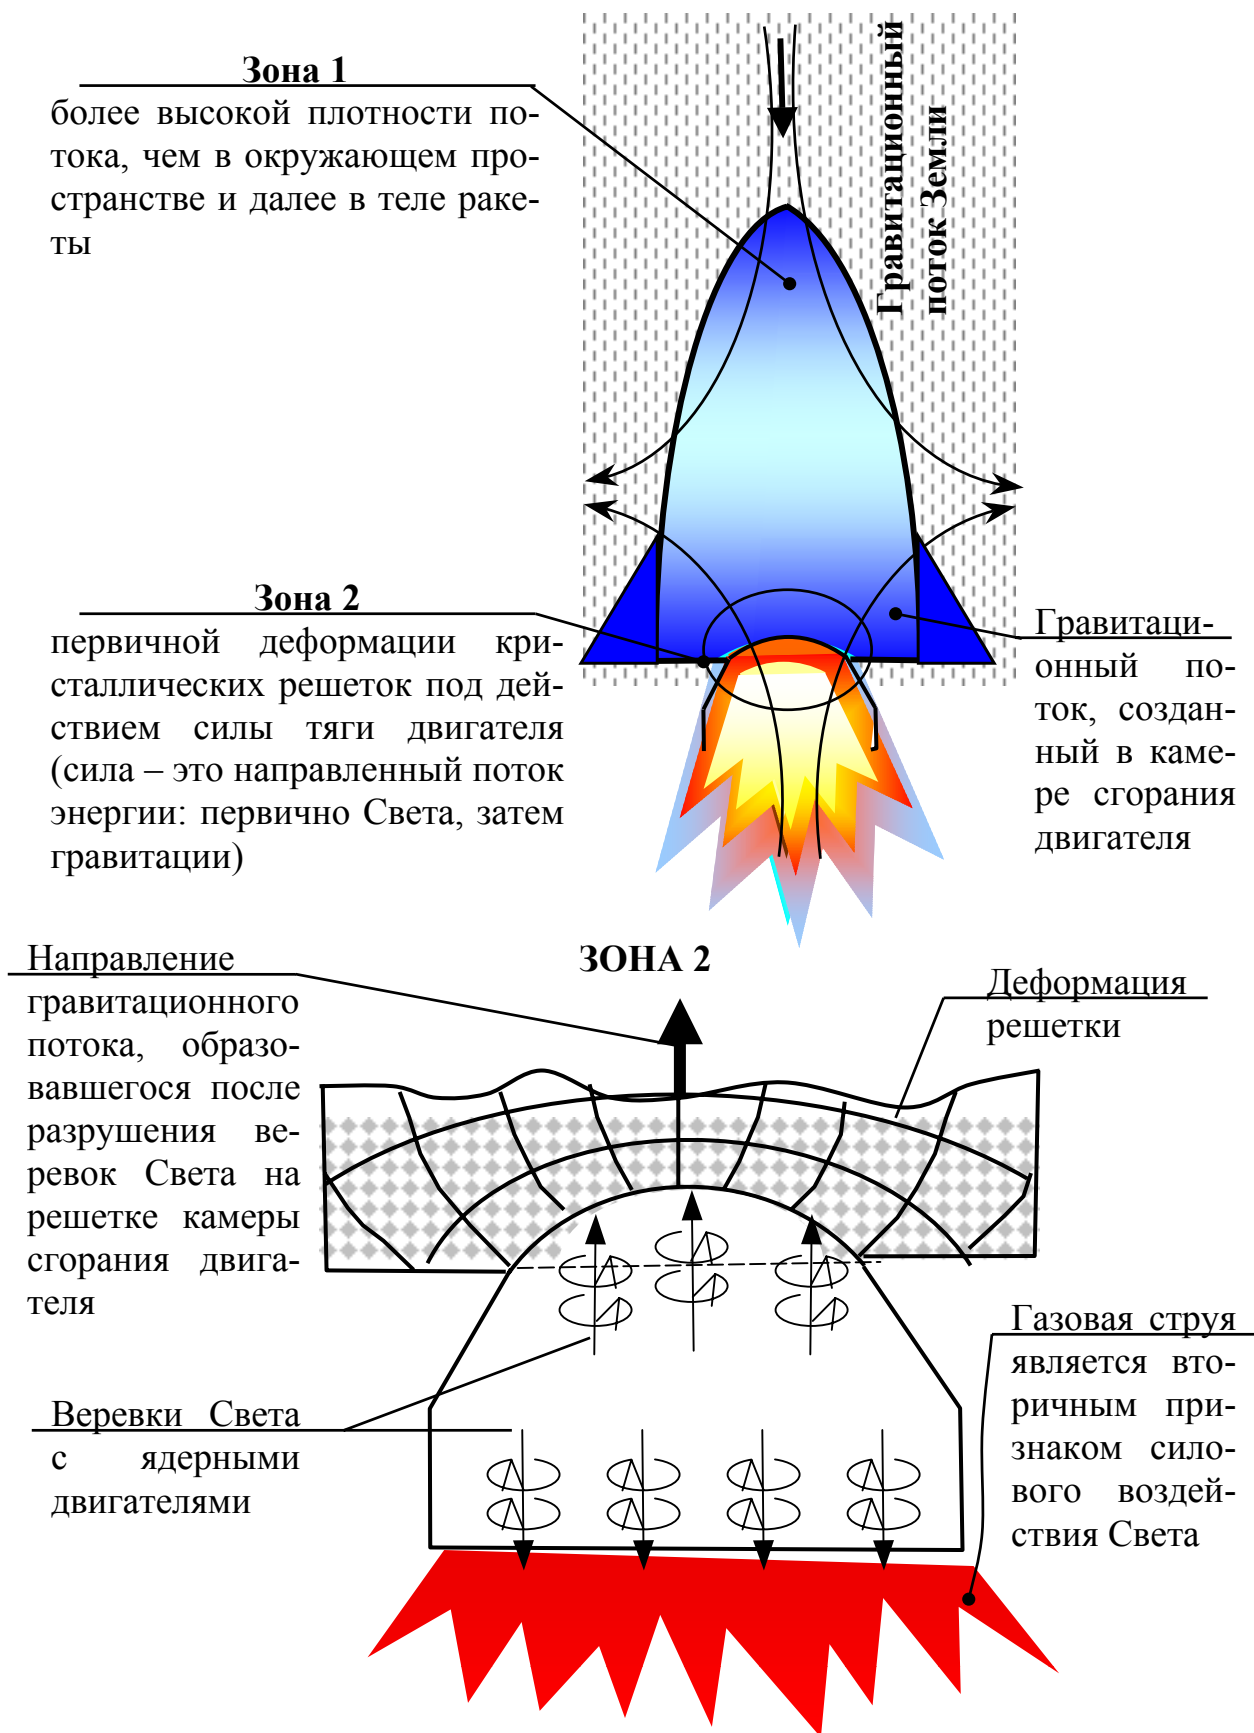 Зона 1
более высокой плотности по-
тока, чем в окружающем про-
странстве и далее в теле раке-
ты
Гравитационный
поток Земли
Зона 2
первичной деформации кри-
сталлических решеток под дей-
ствием силы тяги двигателя
(сила – это направленный поток
энергии: первично Света, затем
гравитации)
Гравитаци-
онный по-
ток, создан-
ный в каме-
ре сгорания
двигателя
ЗОНА 2
Направление
гравитационного
потока, образо-
вавшегося после
разрушения ве-
ревок Света на
решетке камеры
сгорания двига-
теля
Деформация
решетки
Веревки Света
с ядерными
двигателями
Газовая струя
является вто-
ричным при-
знаком сило-
вого воздей-
ствия Света